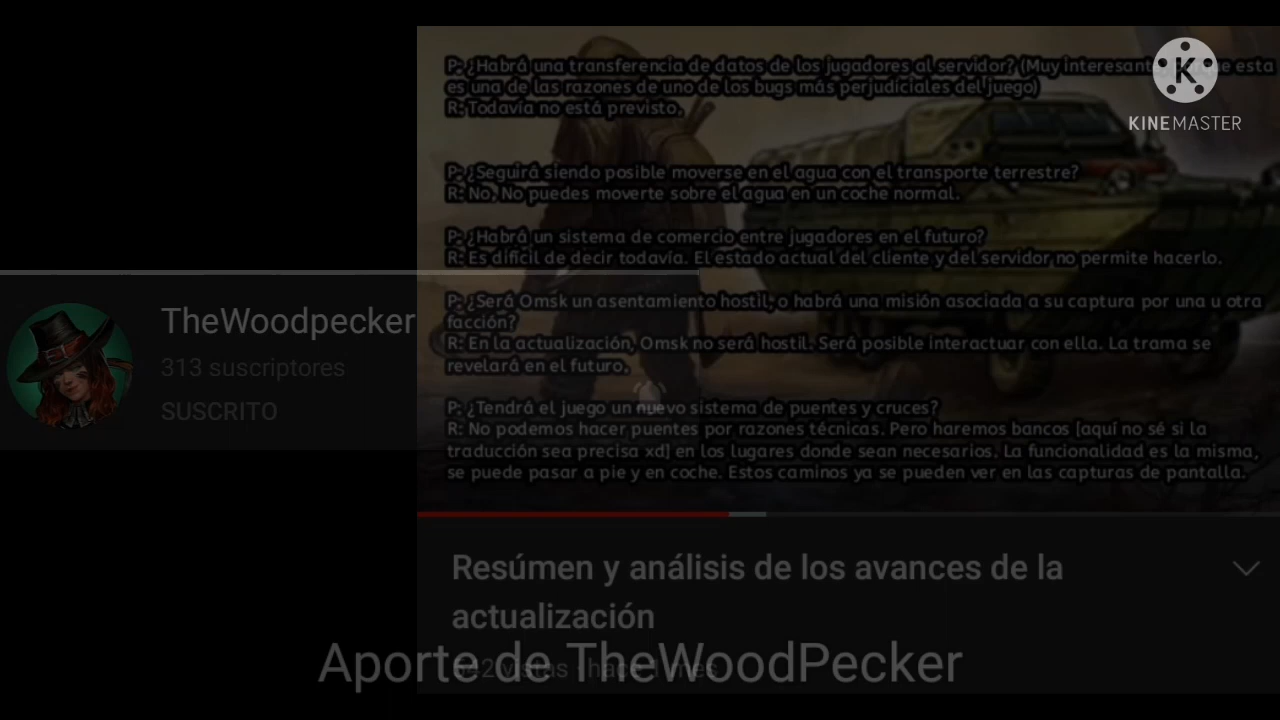 P: ¿Habrá una transferencia de datos de los jugadores al servidor? (Muy interesant que esta
es una de las razones de uno de los bugs más perjudiciales del juego)
R: Todavía no está previsto.
P: ¿Seguirá siendo posible moverse en el agua con el transporte terrestre?
R: No. No puedes moverte sobre el agua en un coche normal.
P: ¿Habrá un sistema de comercio entre jugadores en el futuro?
R: Es difícil de decir todavía. El estado actual del cliente y del servidor no permite hacerlo.
P: ¿Será Omsk un asentamiento hostil, o habrá una misión asociada a su captura por una u otra
facción?
R: En la actualización, Omsk no será hostil. Será posible interactuar con ella. La trama se
revelará en el futuro.
P: ¿Tendrá el juego un nuevo sistema de puentes y cruces?
R: No podemos hacer puentes por razones técnicas. Pero haremos bancos [aquí no sé si la
traducción sea precisa xd] en los lugares donde sean necesarios. La funcionalidad es la misma,
se puede pasar a pie y en coche. Estos caminos ya se pueden ver en las capturas de pantalla.
KINEMASTER
TheWoodpecker
313 suscriptores
SUSCRITO
Resúmen y análisis de los avances de la
actualización
vistas hace 1 mes
Aporte de TheWoodPecker